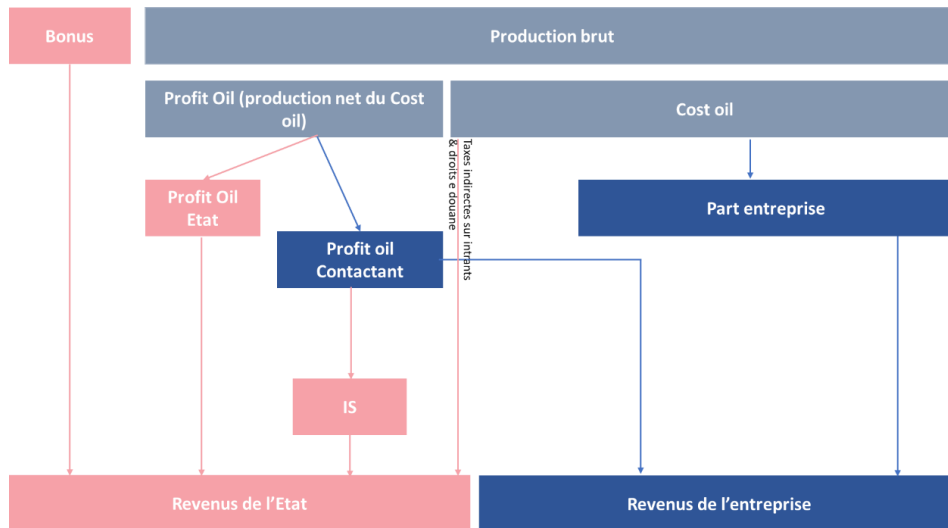 Bonus
Production brut
Profit Oil (production net du Cost
oil)
Cost oil
Taxes indirectes sur intrants
& droits e douane
Profit Oil
Etat
Part entreprise
Profit oil
Contactant
IS
Revenus de l’Etat
Revenus de l’entreprise